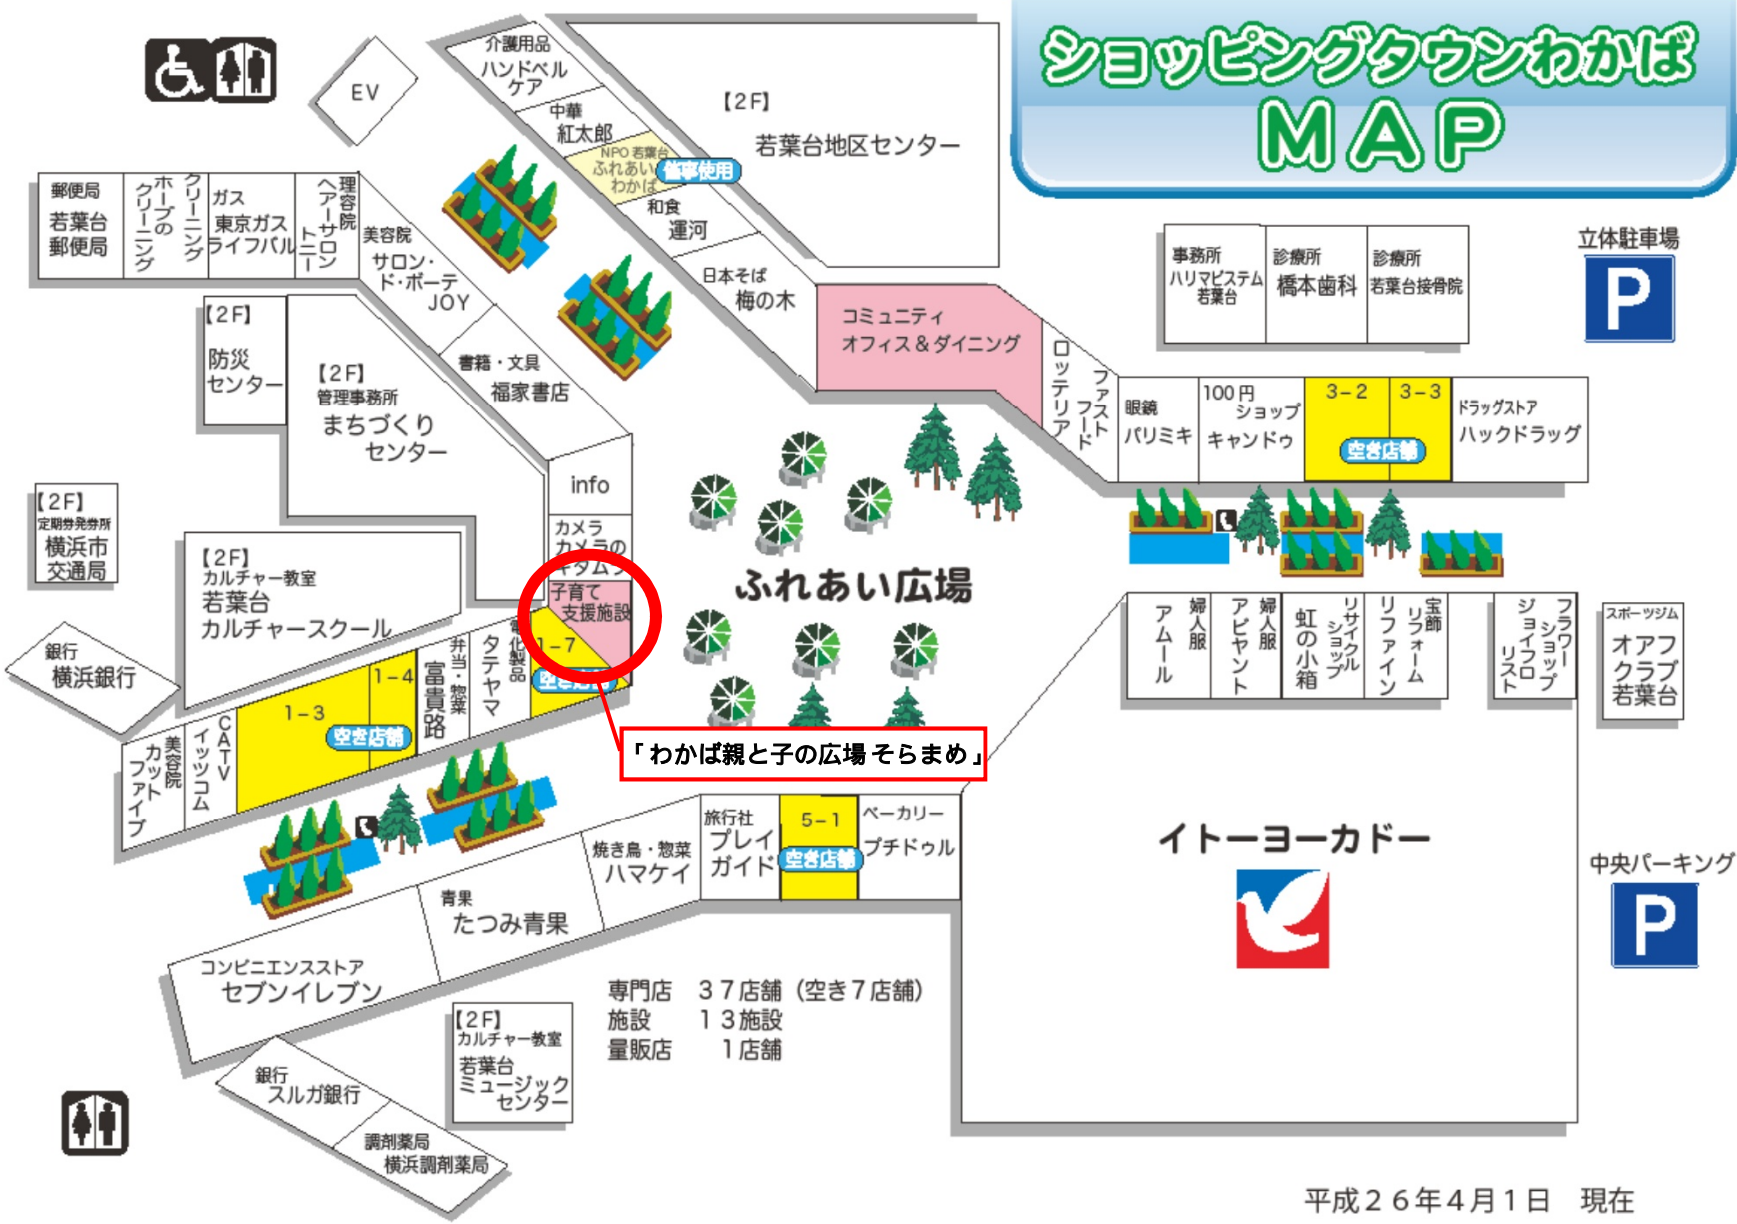 ショッピングタウンわかば
MAP
EV
介護用品
ハンドベル
ケア
中華
紅太郎
NPO 若葉台
ふれあい
わかば
催事使用
和食
運河
日本そば
梅の木
【2F】
若葉台地区センター
コミュニティ
オフィス＆ダイニング
ファスト
フード
ロッテリア
眼鏡
パリミキ
100円
ショップ
キャンドゥ
3-2
3-3
空き店舗
ドラッグストア
ハックドラッグ
事務所
ハリマビステム
若葉台
診療所
橋本歯科
診療所
若葉台接骨院
立体駐車場
P
郵便局
若葉台
郵便局
クリーニング
ホープの
クリーニング
ガス
東京ガス
ライフバル
理容院
ヘアーサロン
トニー
美容院
サロン・
ド・ボーテ
JOY
書籍・文具
福家書店
【2F】
防災
センター
【2F】
管理事務所
まちづくり
センター
info
カメラ
カメラの
キタムラ
子育て
支援施設
1-7
空き店舗
【2F】
定期券発券所
横浜市
交通局
【2F】
カルチャー教室
若葉台
カルチャースクール
銀行
横浜銀行
美容院
カット
ファイブ
CATV
イッツコム
1-3
1-4
空き店舗
弁当・惣菜
富貴路
電化製品
タテヤマ
ふれあい広場
「わかば親と子の広場 そらまめ」
婦人服
アムール
婦人服
アビヤント
リサイクル
ショップ
虹の小箱
宝飾
リフォーム
リファイン
フラワー
ショップ
ジョイフロ
リスト
スポーツジム
オアフ
クラブ
若葉台
イトーヨーカドー
中央パーキング
P
旅行社
プレイ
ガイド
5-1
空き店舗
ベーカリー
プチドゥル
焼き鳥・惣菜
ハマケイ
青果
たつみ青果
コンビニエンスストア
セブンイレブン
銀行
スルガ銀行
調剤薬局
横浜調剤薬局
【2F】
カルチャー教室
若葉台
ミュージック
センター
専門店　３７店舗（空き７店舗）
施設　　１３施設
量販店　　１店舗
平成２６年４月１日　現在